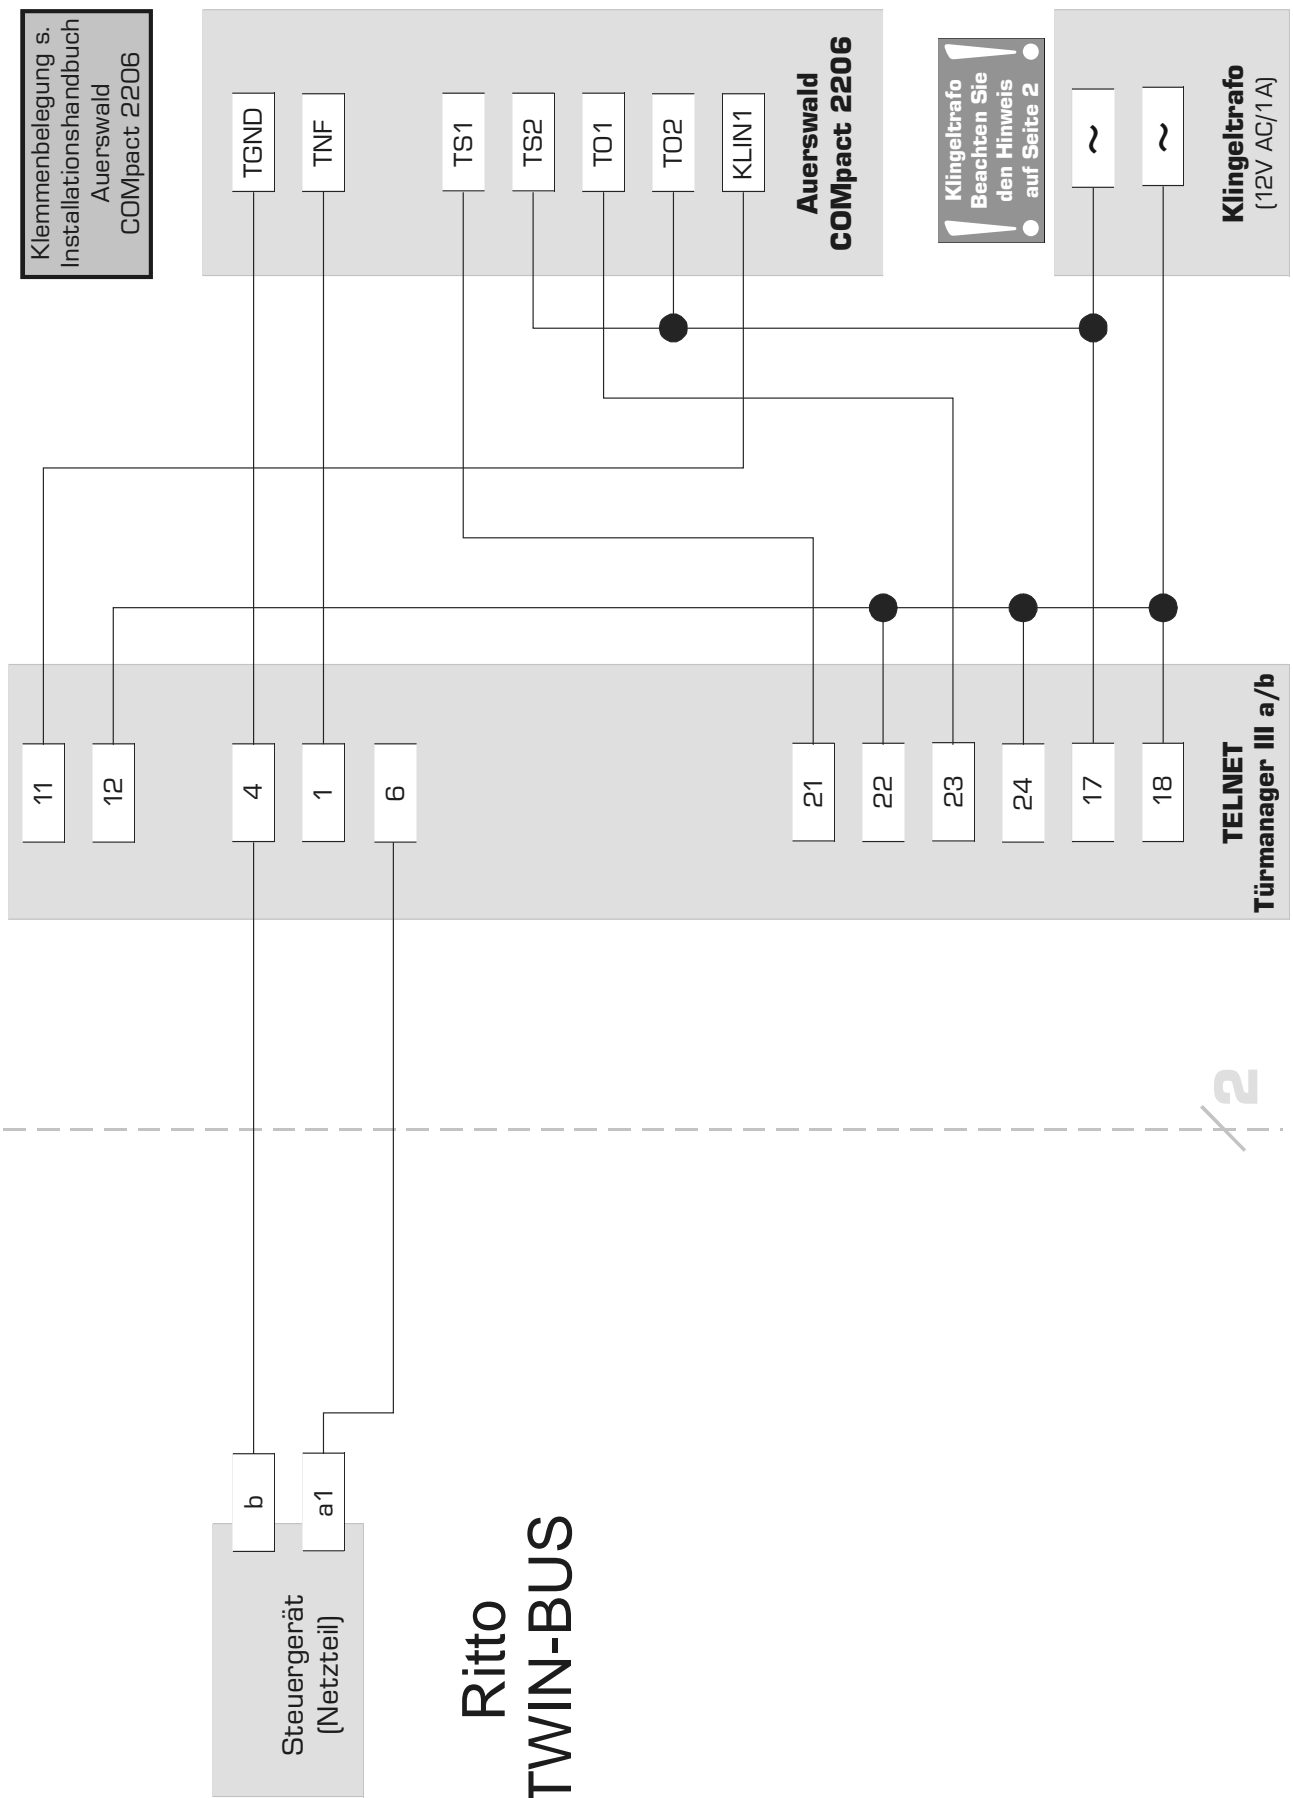 Klemmenbelegung s.
Installationshandbuch
Auerswald
COMpact 2206
TGND
TNF
TS1
TS2
TO1
TO2
KLIN1
Auerswald
COMpact 2206
Klingeltrafo
Beachten Sie
den Hinweis
auf Seite 2
~
~
Klingeltrafo
(12V AC/1A)
11
12
4
1
6
21
22
23
24
17
18
TELNET
Türmanager III a/b
2
b
a1
Steuergerät
(Netzteil)
Ritto
TWIN-BUS